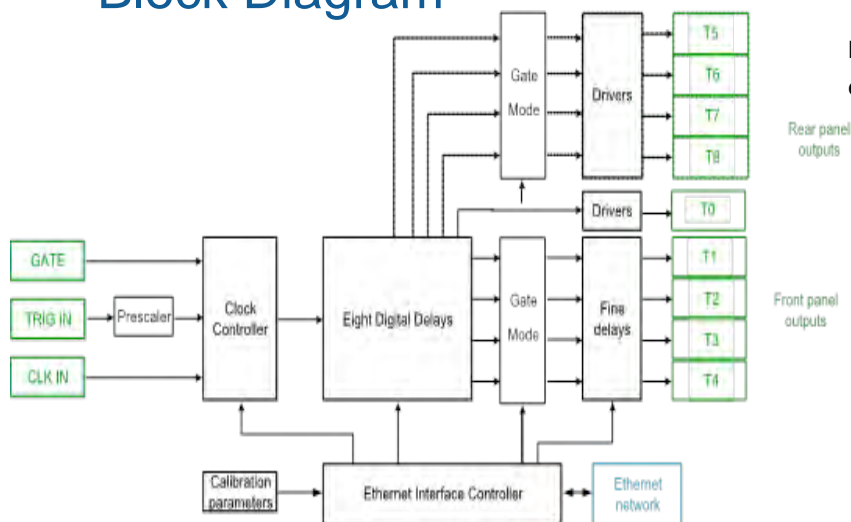 Block Diagram
T5
T6
T7
T8
Gate
Mode
Drivers
Rear panel
outputs
Drivers
T0
GATE
TRIG IN
CLK IN
Prescaler
Clock
Controller
Eight Digital Delays
Gate
Mode
Fine
delays
T1
T2
T3
T4
Front panel
outputs
Calibration
parameters
Ethernet Interface Controller
Ethernet
network